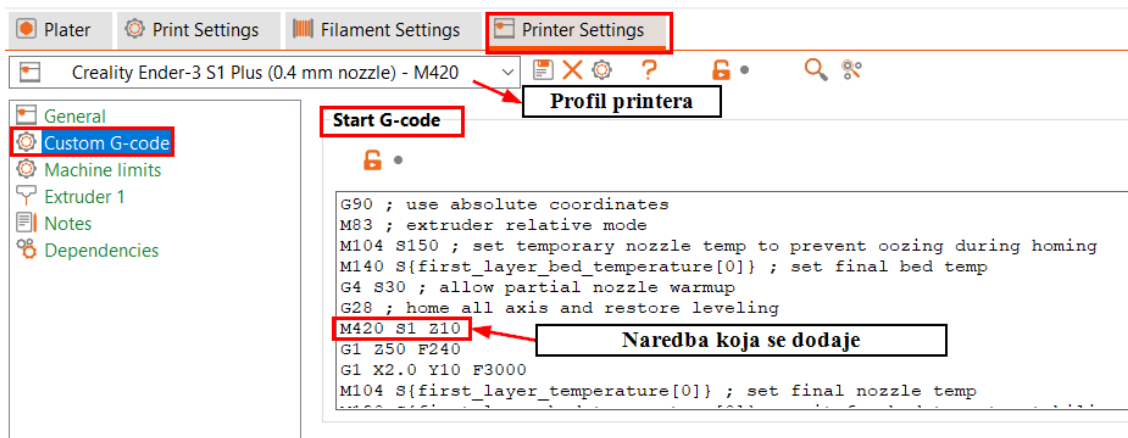 Plater Print Settings Filament Settings Printer Settings
Creality Ender-3 S1 Plus (0.4 mm nozzle) - M420
Profil printera
General
Custom G-code
Machine limits
Extruder 1
Notes
Dependencies
Start G-code
G90 ; use absolute coordinates
M83 ; extruder relative mode
M104 S150 ; set temporary nozzle temp to prevent oozing during homing
M140 S{first_layer_bed_temperature[0]} ; set final bed temp
G4 S30 ; allow partial nozzle warmup
G28 ; home all axis and restore leveling
M420 S1 Z10
Naredba koja se dodaje
G1 Z50 F240
G1 X2.0 Y10 F3000
M104 S{first_layer_temperature[0]} ; set final nozzle temp